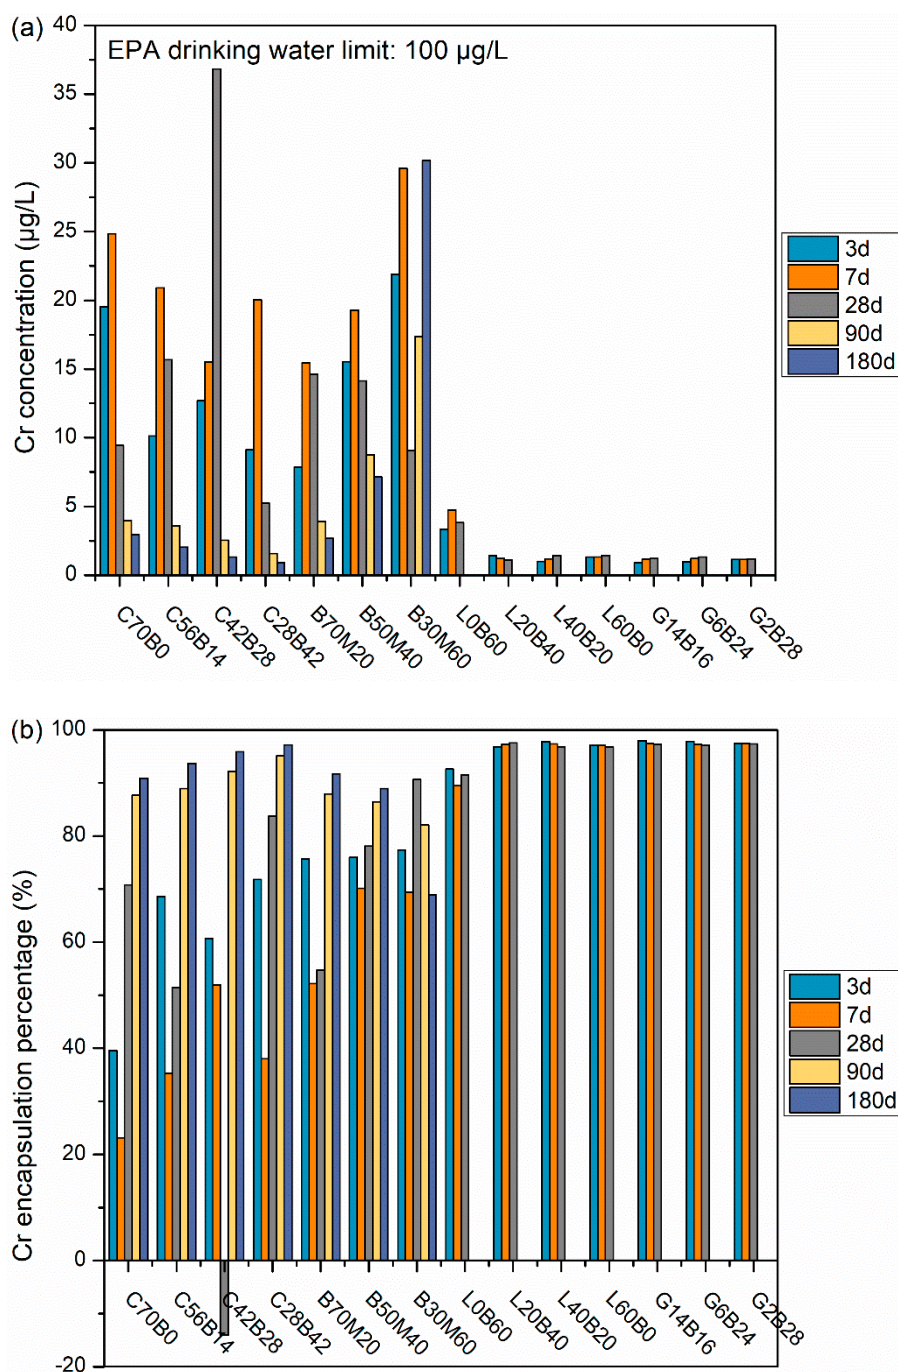 (a)
EPA drinking water limit: 100 µg/L
Cr concentration (µg/L)
40
35
30
25
20
15
10
5
0
C70B0
C56B14
C42B28
C28B42
B70M20
B50M40
B30M60
L0B60
L20B40
L40B20
L60B0
G14B16
G6B24
G2B28
3d
7d
28d
90d
180d
(b)
Cr encapsulation percentage (%)
100
80
60
40
20
0
-20
C70B0
C56B14
C42B28
C28B42
B70M20
B50M40
B30M60
L0B60
L20B40
L40B20
L60B0
G14B16
G6B24
G2B28
3d
7d
28d
90d
180d